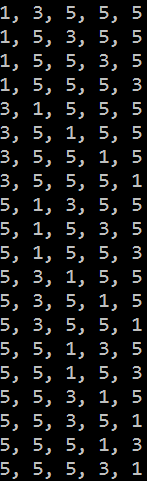 1, 3, 5, 5, 5
1, 5, 3, 5, 5
1, 5, 5, 3, 5
1, 5, 5, 5, 3
3, 1, 5, 5, 5
3, 5, 1, 5, 5
3, 5, 5, 1, 5
3, 5, 5, 5, 1
5, 1, 3, 5, 5
5, 1, 5, 3, 5
5, 1, 5, 5, 3
5, 3, 1, 5, 5
5, 3, 5, 1, 5
5, 3, 5, 5, 1
5, 5, 1, 3, 5
5, 5, 1, 5, 3
5, 5, 3, 1, 5
5, 5, 3, 5, 1
5, 5, 5, 1, 3
5, 5, 5, 3, 1